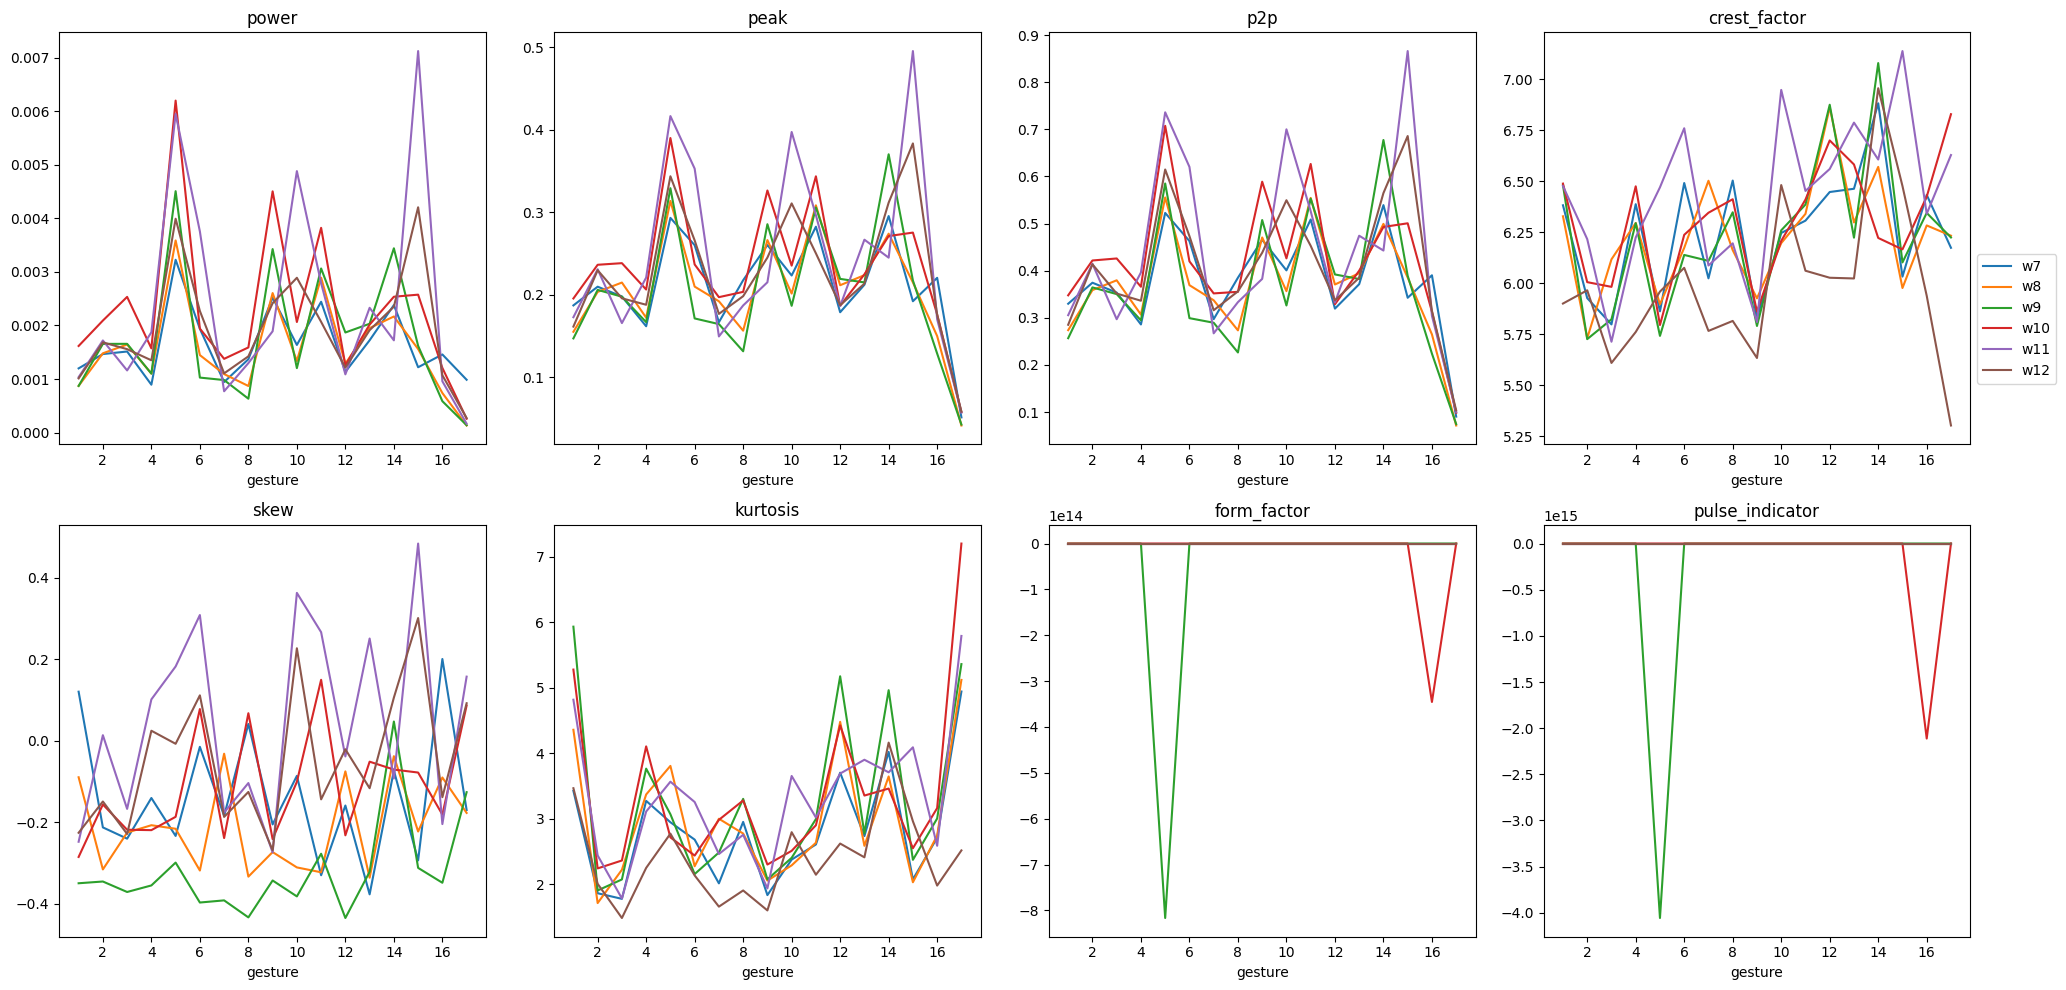 power
0.007
0.006
0.005
0.004
0.003
0.002
0.001
0.000
2 4 6 8 10 12 14 16
gesture
peak
0.5
0.4
0.3
0.2
0.1
2 4 6 8 10 12 14 16
gesture
p2p
0.9
0.8
0.7
0.6
0.5
0.4
0.3
0.2
0.1
2 4 6 8 10 12 14 16
gesture
crest_factor
7.00
6.75
6.50
6.25
6.00
5.75
5.50
5.25
2 4 6 8 10 12 14 16
gesture
w7
w8
w9
w10
w11
w12
skew
0.4
0.2
0.0
−0.2
−0.4
2 4 6 8 10 12 14 16
gesture
kurtosis
7
6
5
4
3
2
2 4 6 8 10 12 14 16
gesture
form_factor
1e14
0
−1
−2
−3
−4
−5
−6
−7
−8
2 4 6 8 10 12 14 16
gesture
pulse_indicator
1e15
0.0
−0.5
−1.0
−1.5
−2.0
−2.5
−3.0
−3.5
−4.0
2 4 6 8 10 12 14 16
gesture